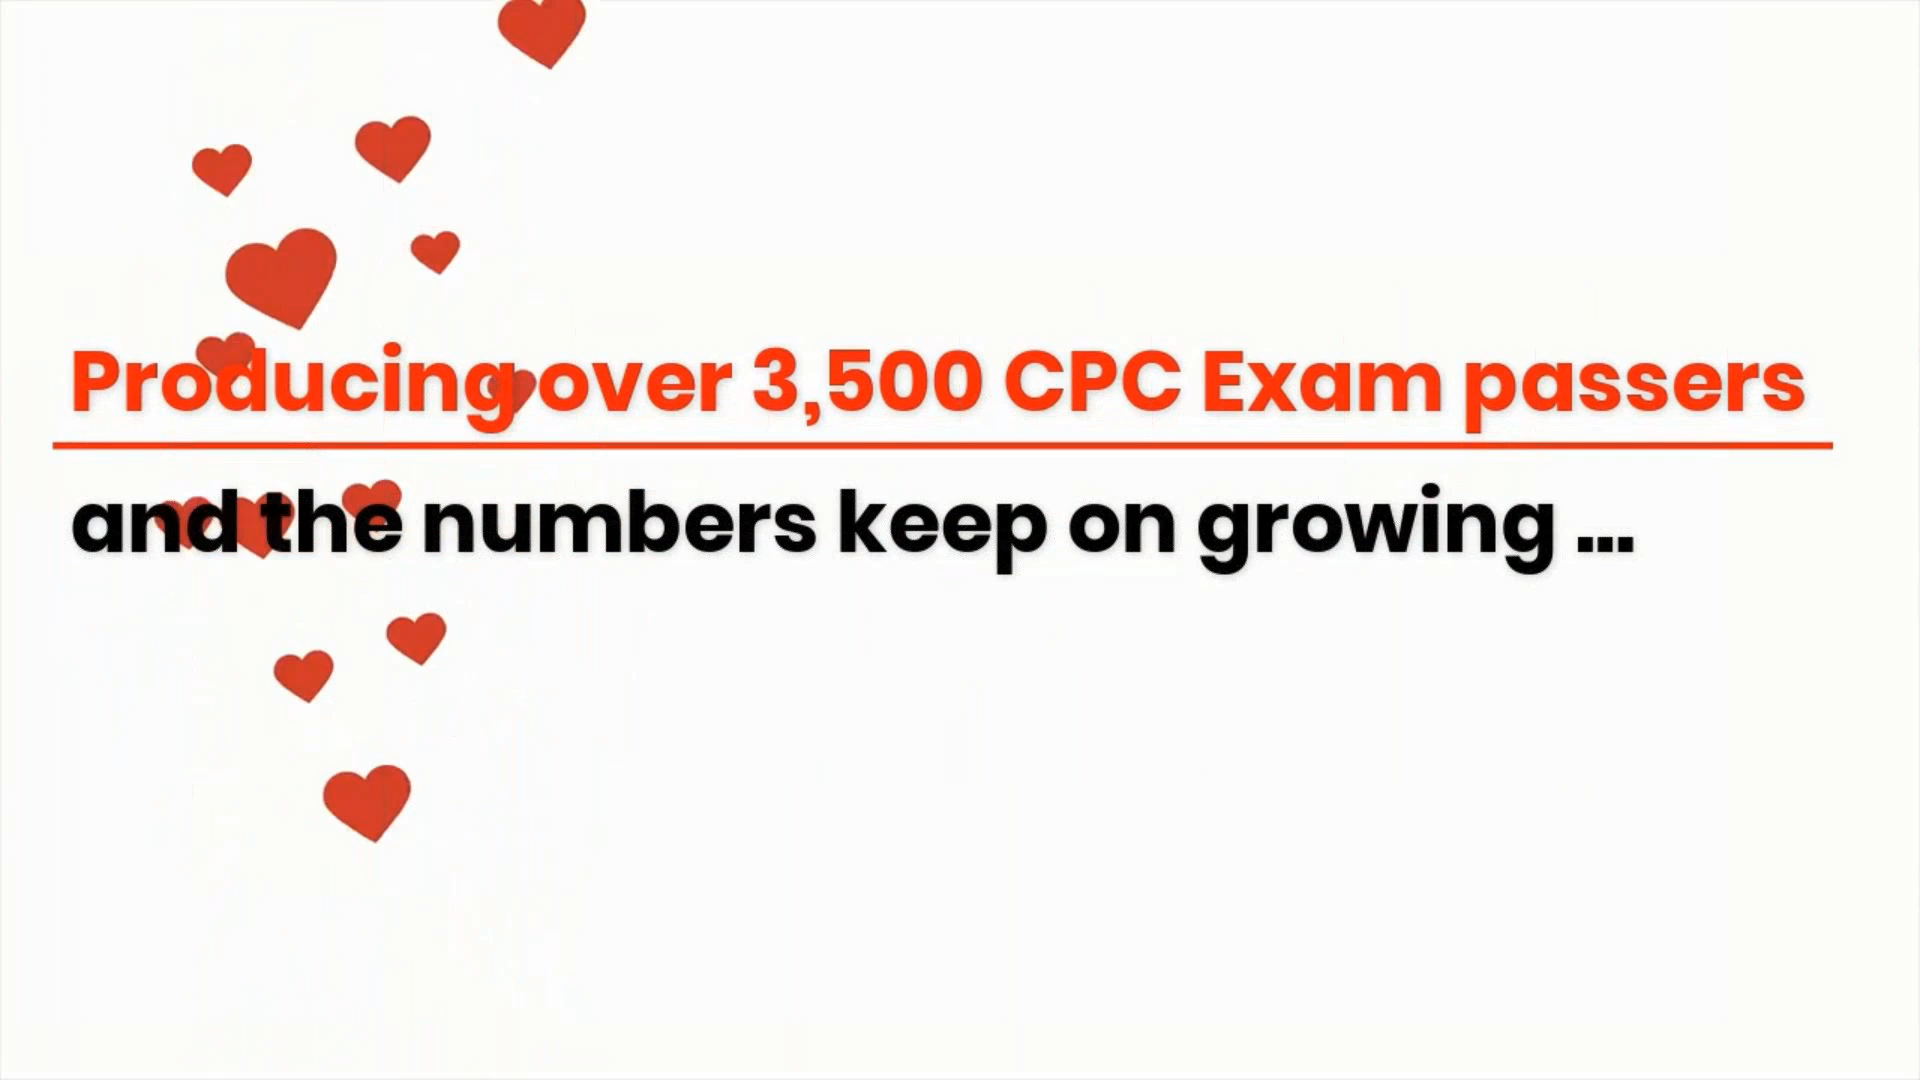 Producing over 3,500 CPC Exam passers
and the numbers keep on growing ...